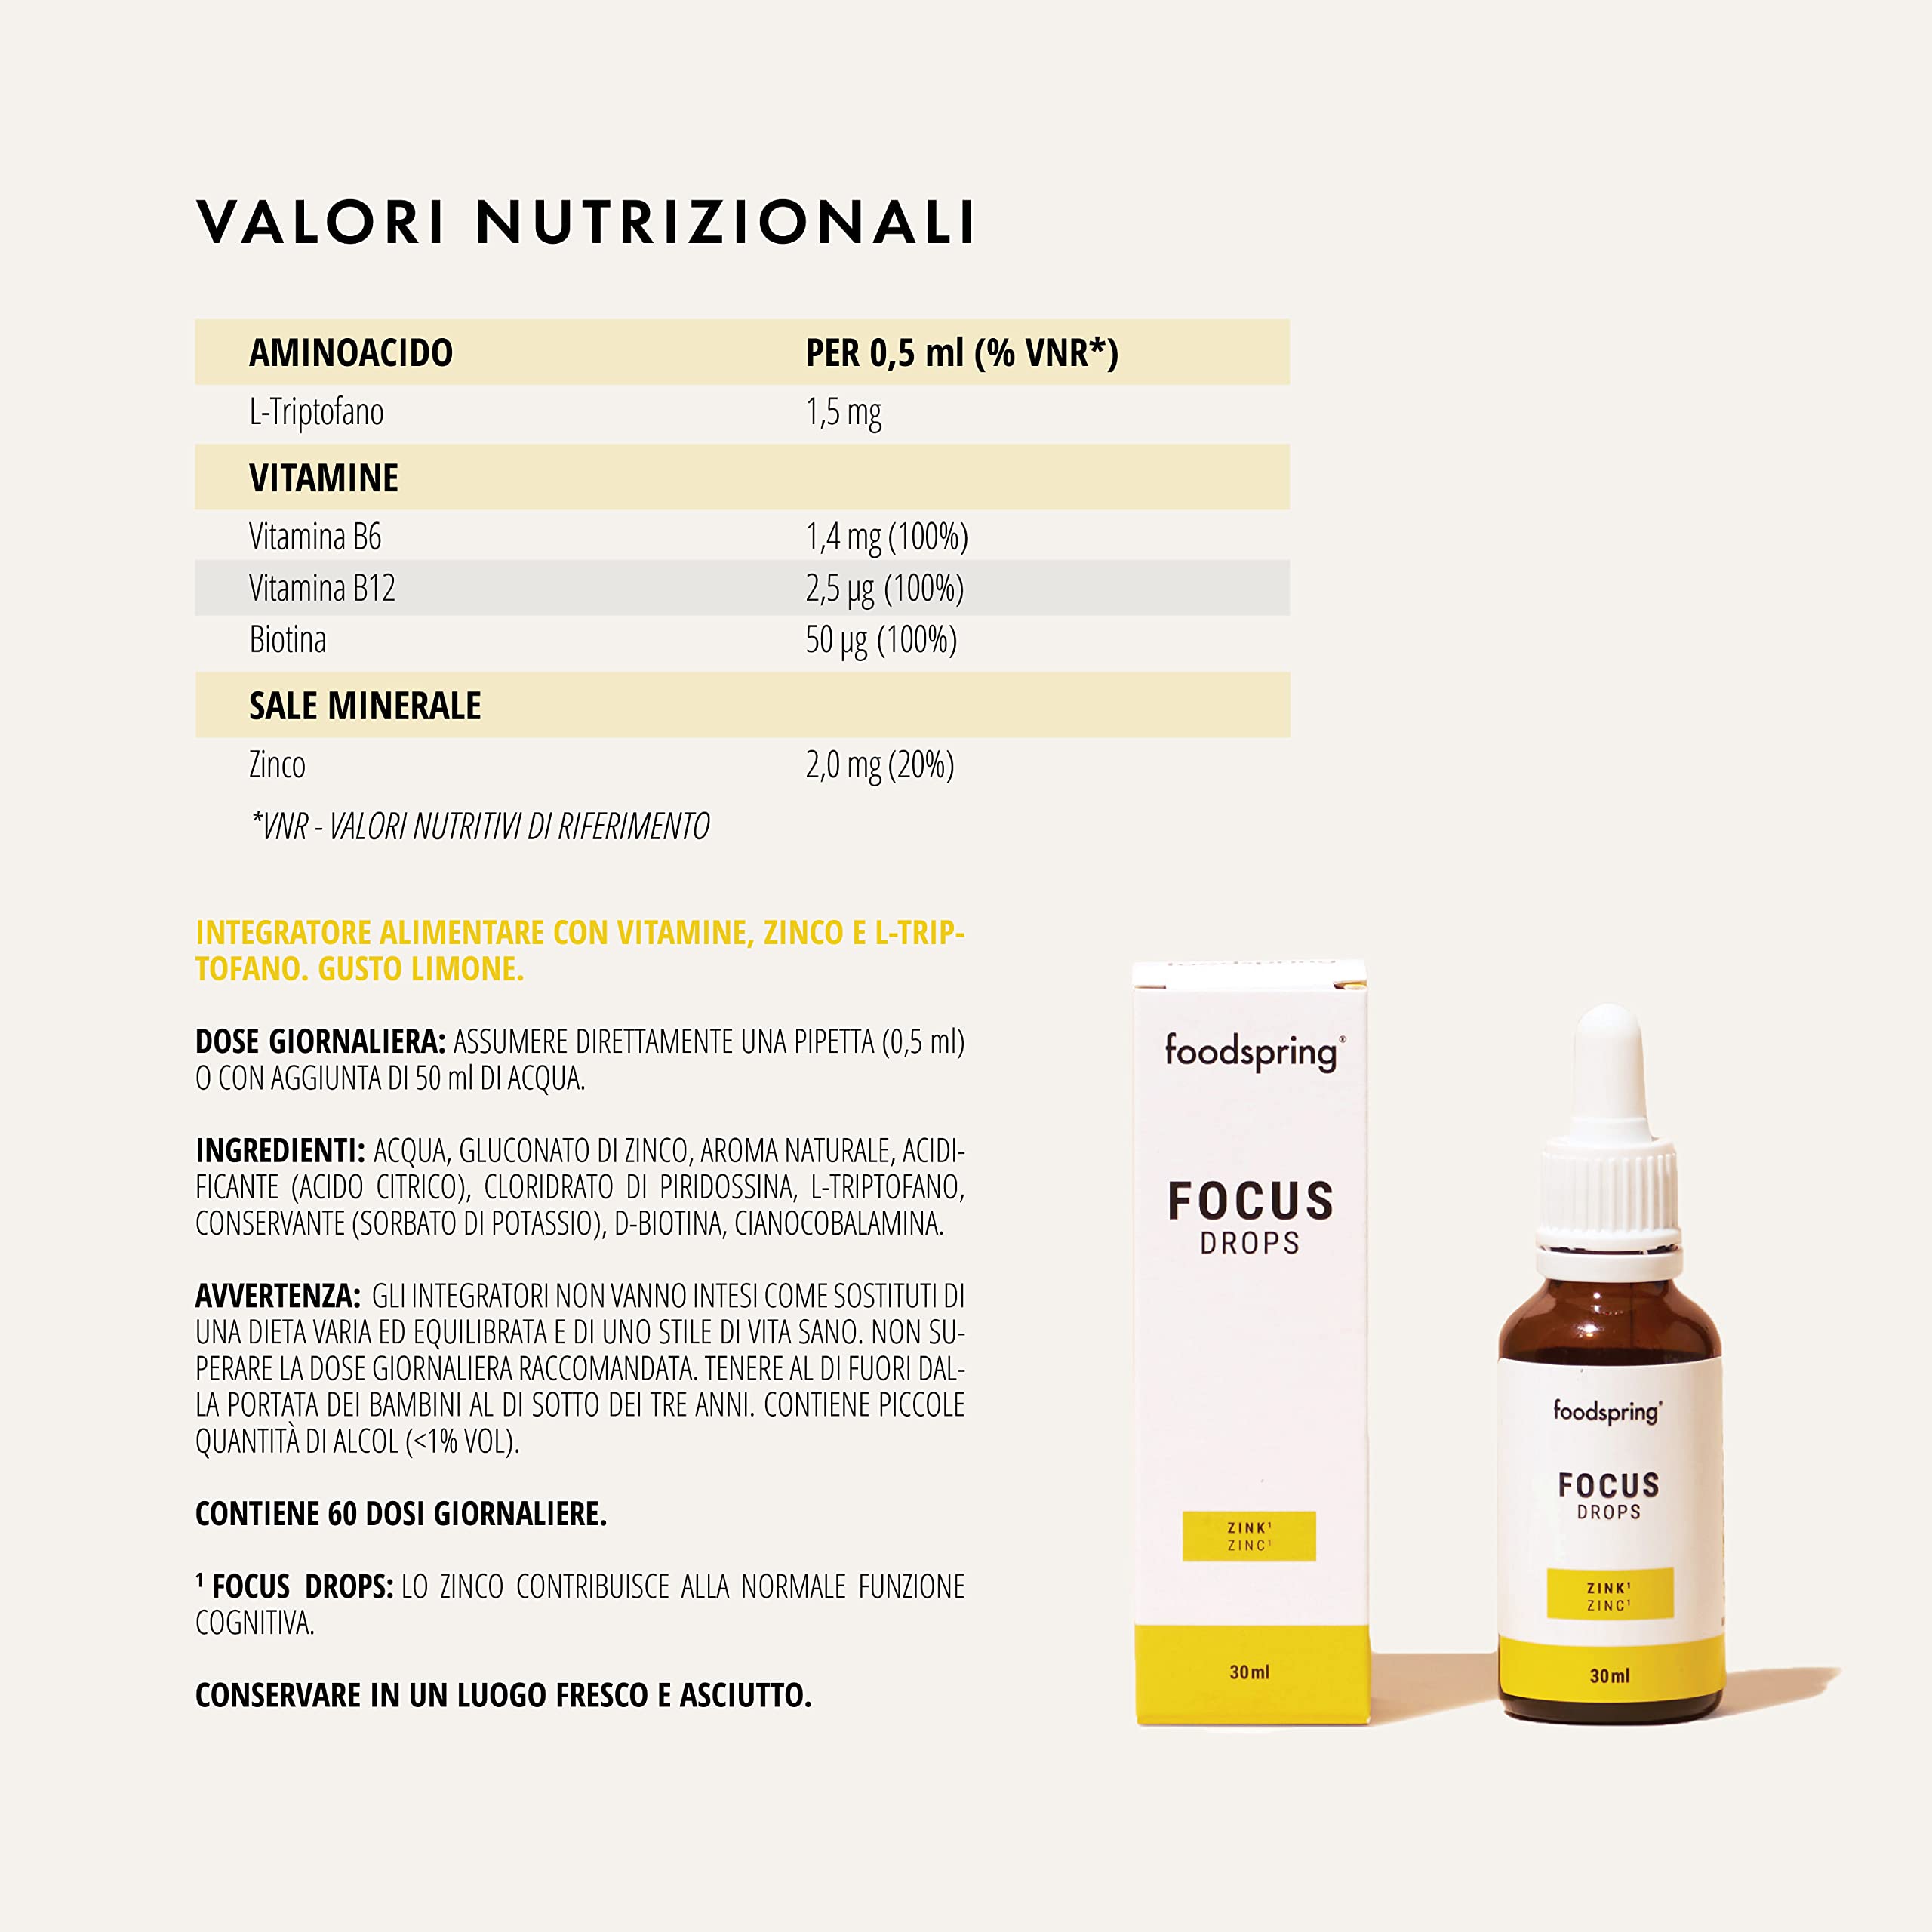 VALORI NUTRIZIONALI
AMINOACIDO PER 0,5 ml (% VNR*)
L-Triptofano 1,5 mg
VITAMINE
Vitamina B6 1,4 mg (100%)
Vitamina B12 2,5 µg (100%)
Biotina 50 µg (100%)
SALE MINERALE
Zinco 2,0 mg (20%)
*VNR - VALORI NUTRITIVI DI RIFERIMENTO
INTEGRATORE ALIMENTARE CON VITAMINE, ZINCO E L-TRIP-
TOFANO. GUSTO LIMONE.
DOSE GIORNALIERA: ASSUMERE DIRETTAMENTE UNA PIPETTA (0,5 ml)
O CON AGGIUNTA DI 50 ml DI ACQUA.
INGREDIENTI: ACQUA, GLUCONATO DI ZINCO, AROMA NATURALE, ACIDI-
FICANTE (ACIDO CITRICO), CLORIDRATO DI PIRIDOSSINA, L-TRIPTOFANO,
CONSERVANTE (SORBATO DI POTASSIO), D-BIOTINA, CIANOCOBALAMINA.
AVVERTENZA: GLI INTEGRATORI NON VANNO INTESI COME SOSTITUTI DI
UNA DIETA VARIA ED EQUILIBRATA E DI UNO STILE DI VITA SANO. NON SU-
PERARE LA DOSE GIORNALIERA RACCOMANDATA. TENERE AL DI FUORI DAL-
LA PORTATA DEI BAMBINI AL DI SOTTO DEI TRE ANNI. CONTIENE PICCOLE
QUANTITÀ DI ALCOL (<1% VOL).
CONTIENE 60 DOSI GIORNALIERE.
¹ FOCUS DROPS: LO ZINCO CONTRIBUISCE ALLA NORMALE FUNZIONE
COGNITIVA.
CONSERVARE IN UN LUOGO FRESCO E ASCIUTTO.
foodspring®
FOCUS
DROPS
ZINK¹
ZINC¹
30ml
foodspring®
FOCUS
DROPS
ZINK¹
ZINC¹
30ml